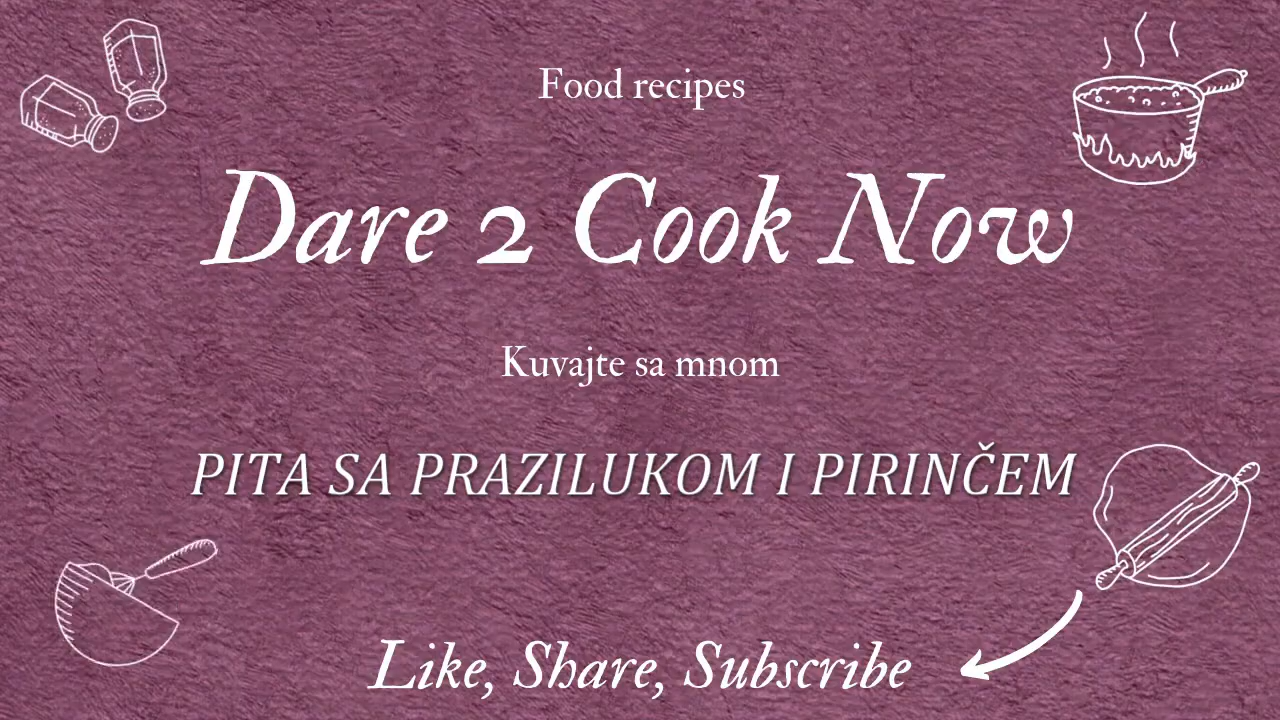 Food recipes
Dare 2 Cook Now
Kuvajte sa mnom
PITA SA PRAZILUKOM I PIRINČEM
Like, Share, Subscribe